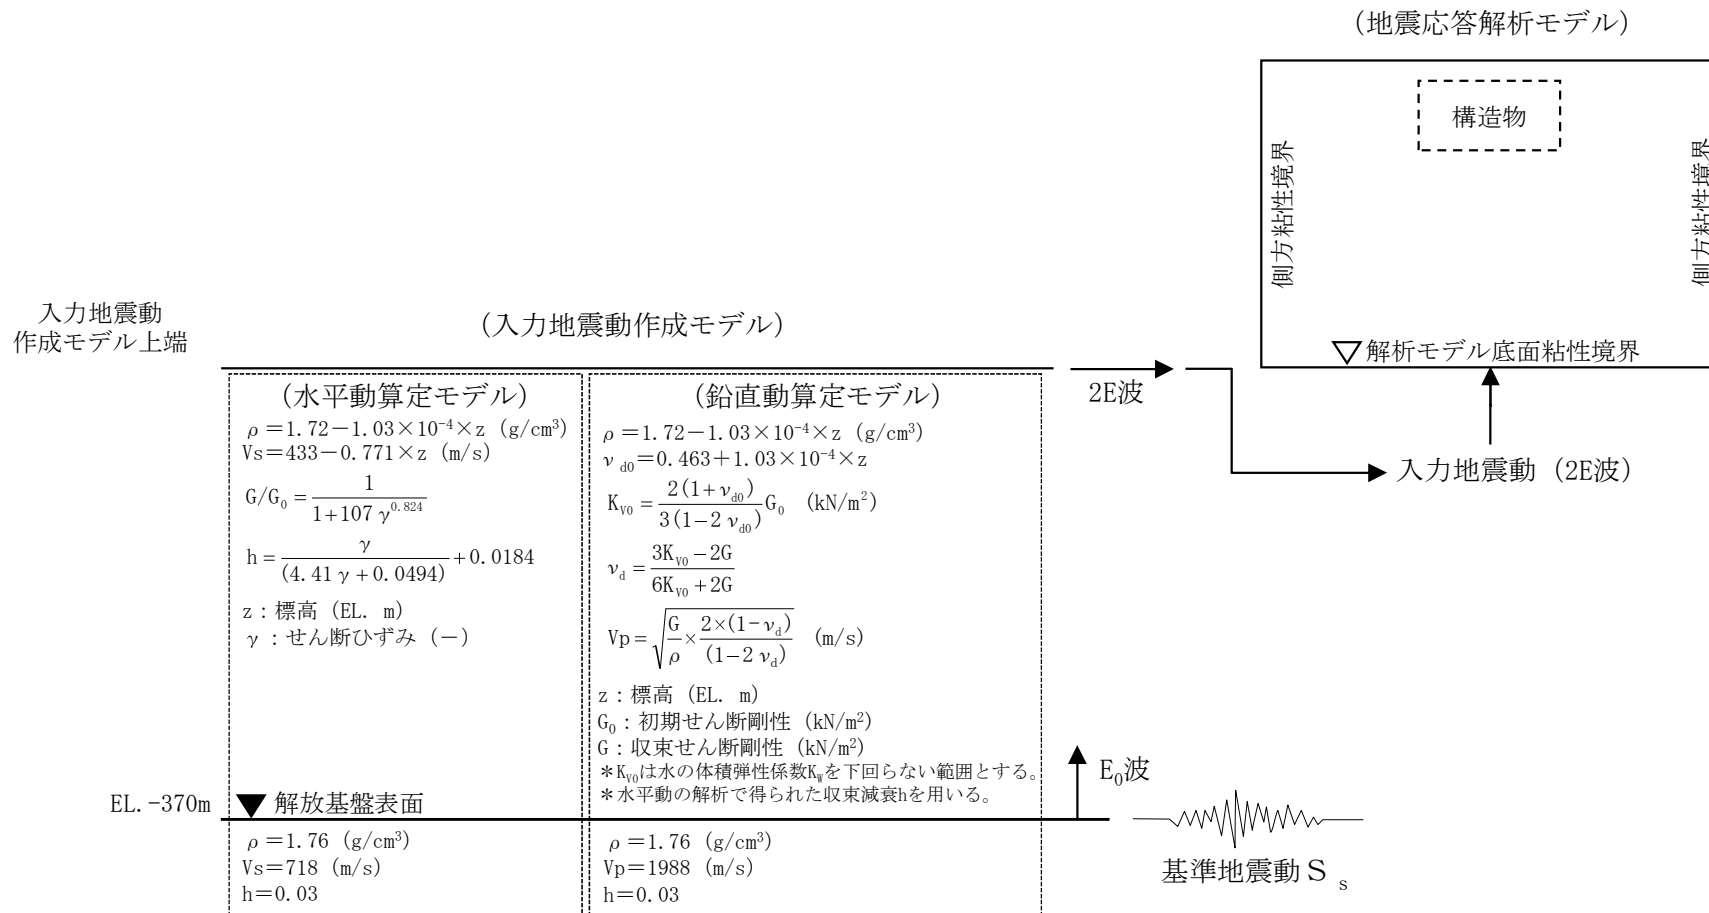 （地震応答解析モデル）
構造物
側方粘性境界
側方粘性境界
解析モデル底面粘性境界
入力地震動
作成モデル上端
（入力地震動作成モデル）
2E波
入力地震動（2E波）
（水平動算定モデル）
ρ＝1.72－1.03×10⁻⁴×z（g/cm³）
Vs＝433－0.771×z（m/s）
G/G₀ = 1/(1+107γ^0.824)
h = γ/(4.41γ+0.0494) + 0.0184
z：標高（EL. m）
γ：せん断ひずみ（－）
（鉛直動算定モデル）
ρ＝1.72－1.03×10⁻⁴×z（g/cm³）
ν_d0＝0.463＋1.03×10⁻⁴×z
K_V0 = 2(1+ν_d0)/3(1-2ν_d0) G₀（kN/m²）
ν_d = (3K_V0－2G)/(6K_V0＋2G)
Vp = √(G/ρ × 2×(1-ν_d)/(1-2ν_d))（m/s）
z：標高（EL. m）
G₀：初期せん断剛性（kN/m²）
G：収束せん断剛性（kN/m²）
＊K_V0は水の体積弾性係数K_Wを下回らない範囲とする。
＊水平動の解析で得られた収束減衰hを用いる。
E₀波
EL.-370m
解放基盤表面
ρ＝1.76（g/cm³）
Vs＝718（m/s）
h＝0.03
ρ＝1.76（g/cm³）
Vp＝1988（m/s）
h＝0.03
基準地震動Ｓs